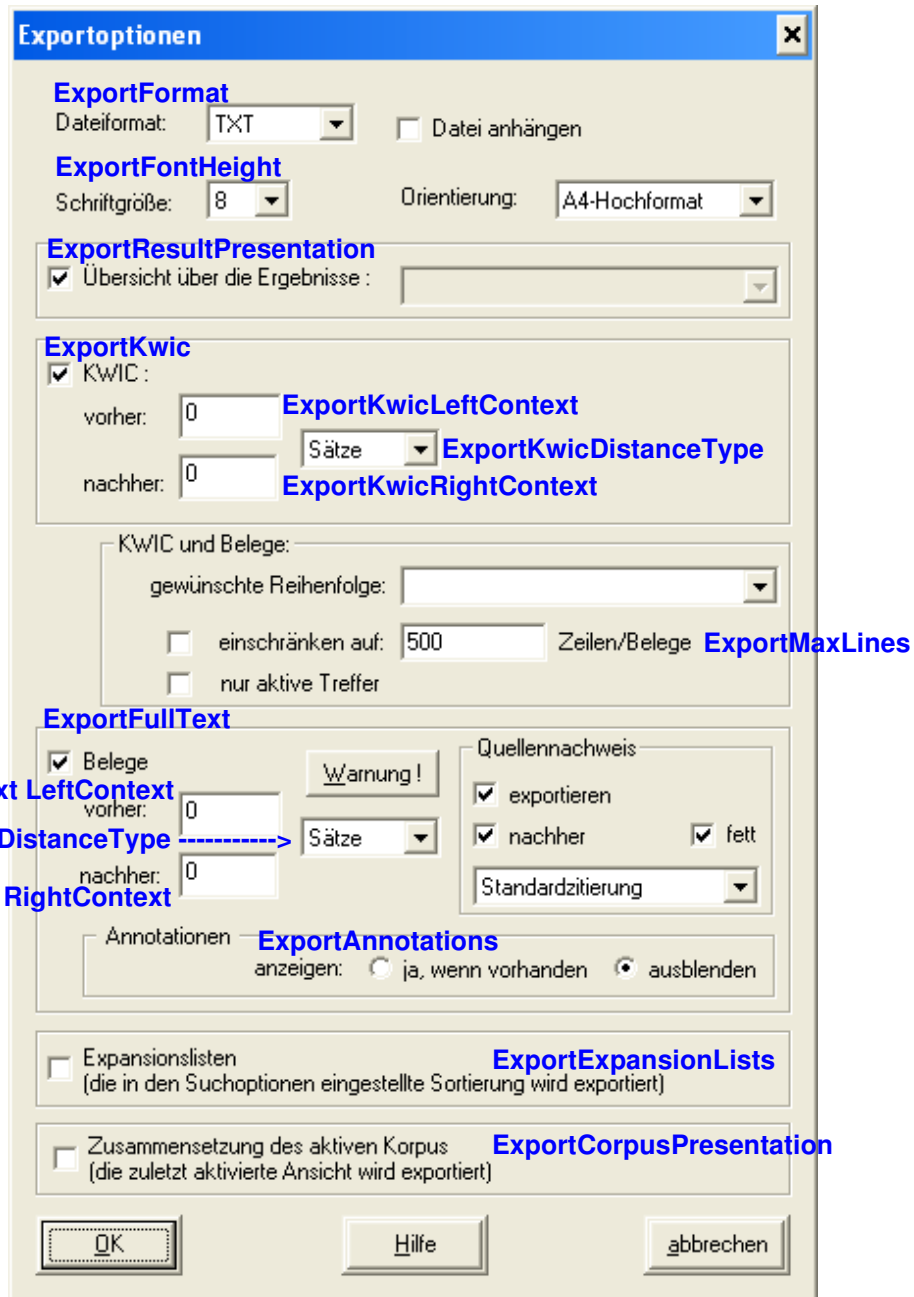 Exportoptionen
ExportFormat
Dateiformat: TXT Datei anhängen
ExportFontHeight
Schriftgröße: 8 Orientierung: A4-Hochformat
ExportResultPresentation
Übersicht über die Ergebnisse :
ExportKwic
KWIC :
vorher: 0 ExportKwicLeftContext
Sätze ExportKwicDistanceType
nachher: 0 ExportKwicRightContext
KWIC und Belege:
gewünschte Reihenfolge:
einschränken auf: 500 Zeilen/Belege ExportMaxLines
nur aktive Treffer
ExportFullText
Belege Warnung !
xt LeftContext
vorher: 0
DistanceType -----------> Sätze
nachher: 0
RightContext
Quellennachweis
exportieren
nachher fett
Standardzitierung
Annotationen ExportAnnotations
anzeigen: ja, wenn vorhanden ausblenden
Expansionslisten ExportExpansionLists
(die in den Suchoptionen eingestellte Sortierung wird exportiert)
Zusammensetzung des aktiven Korpus ExportCorpusPresentation
(die zuletzt aktivierte Ansicht wird exportiert)
OK Hilfe abbrechen